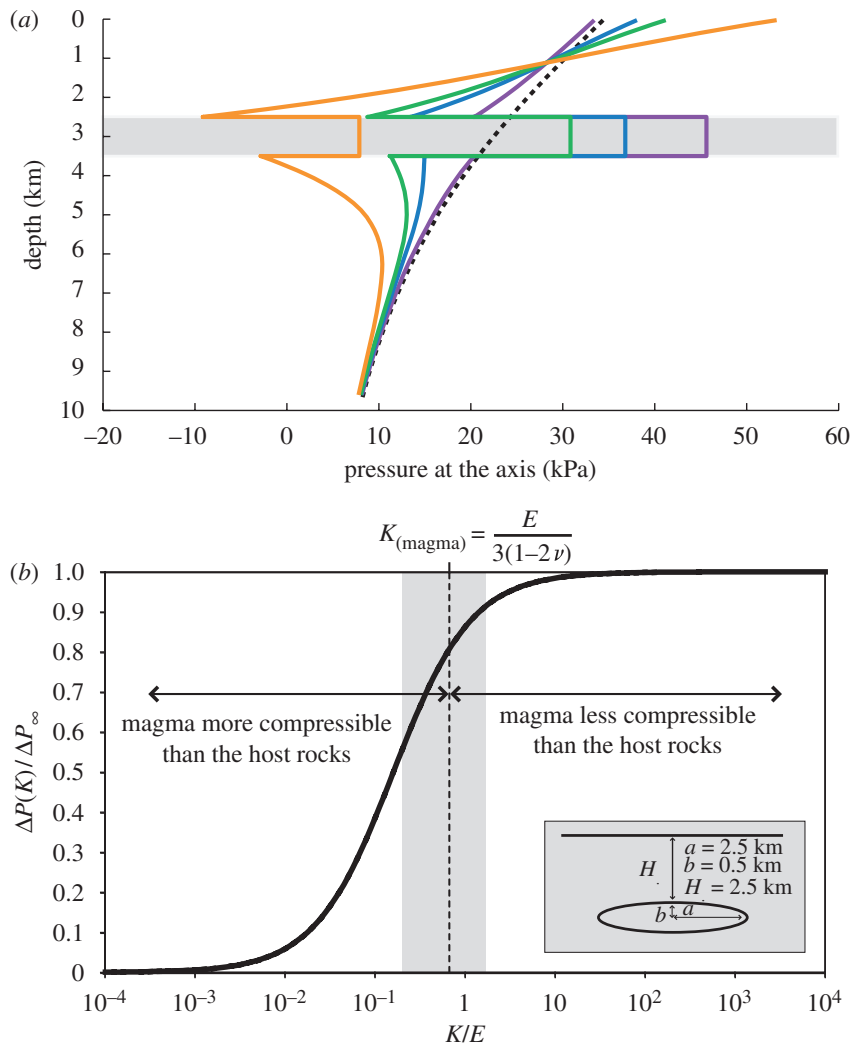 (a)
0
1
2
3
4
5
6
7
8
9
10
depth (km)
–20 –10 0 10 20 30 40 50 60
pressure at the axis (kPa)
K(magma) = E / 3(1–2ν)
(b)
1.0
0.9
0.8
0.7
0.6
0.5
0.4
0.3
0.2
0.1
0
ΔP(K) / ΔP∞
magma more compressible
than the host rocks
magma less compressible
than the host rocks
a = 2.5 km
b = 0.5 km
H = 2.5 km
H
b a
10⁻⁴ 10⁻³ 10⁻² 10⁻¹ 1 10 10² 10³ 10⁴
K/E